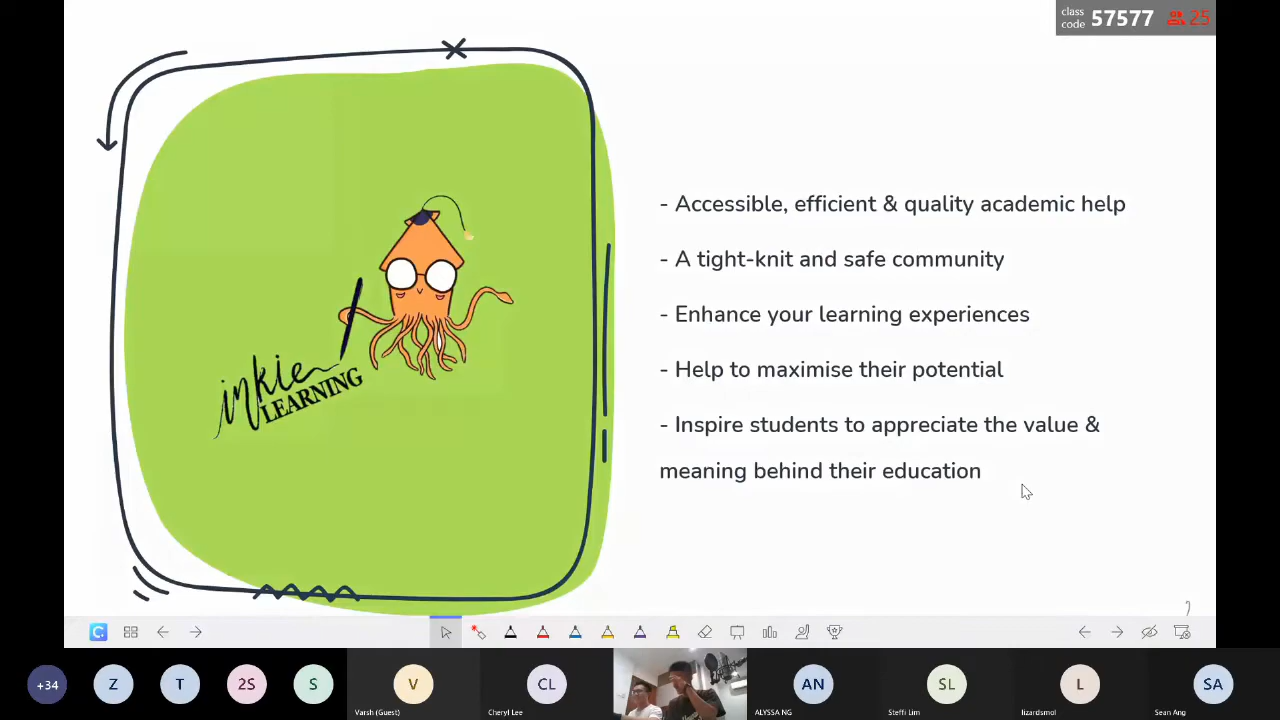 class
code 57577 25
- Accessible, efficient & quality academic help
- A tight-knit and safe community
- Enhance your learning experiences
- Help to maximise their potential
- Inspire students to appreciate the value &
meaning behind their education
inkie
LEARNING
C
+34 Z T 2S S V CL AN SL L SA
Varsh (Guest) Cheryl Lee ALYSSA NG Steffi Lim lizardsmol Sean Ang